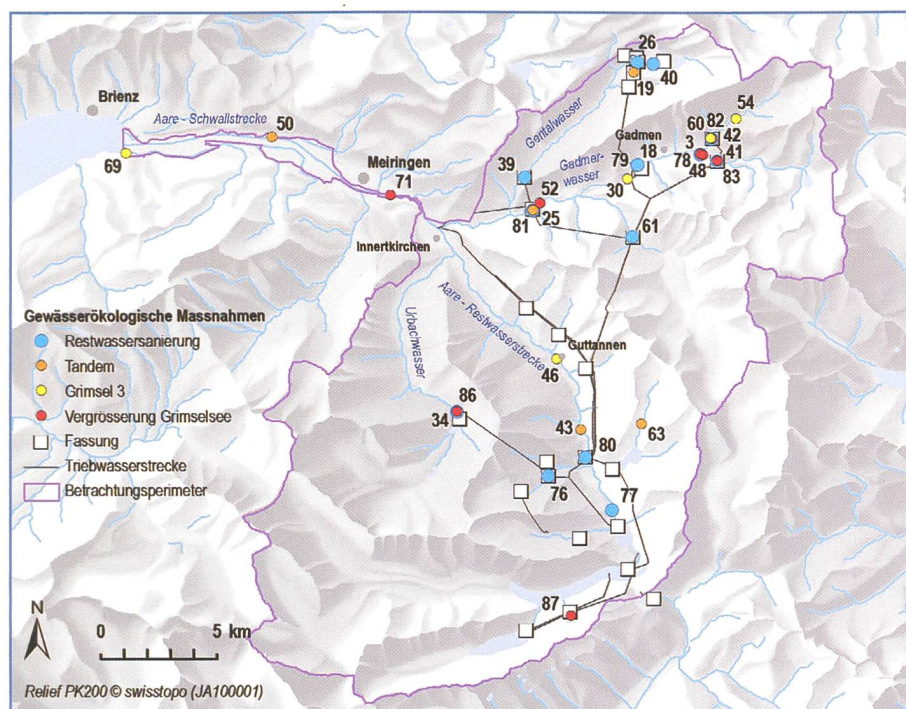 26
40
19
54
Brienz
Aare - Schwallstrecke
50
60
82
42
Gentalwasser
Gadmen
3
41
69
Meiringen
39
Gadmer-
wasser
79
18
78
48
83
71
52
30
81
25
61
Innertkirchen
Aare - Restwasserstrecke
Urbachwasser
Guttannen
46
Gewässerökologische Massnahmen
Restwassersanierung
Tandem
Grimsel 3
Vergrösserung Grimselsee
Fassung
Triebwasserstrecke
Betrachtungsperimeter
86
34
43
63
80
76
77
87
N
0 5 km
Relief PK200 © swisstopo (JA100001)